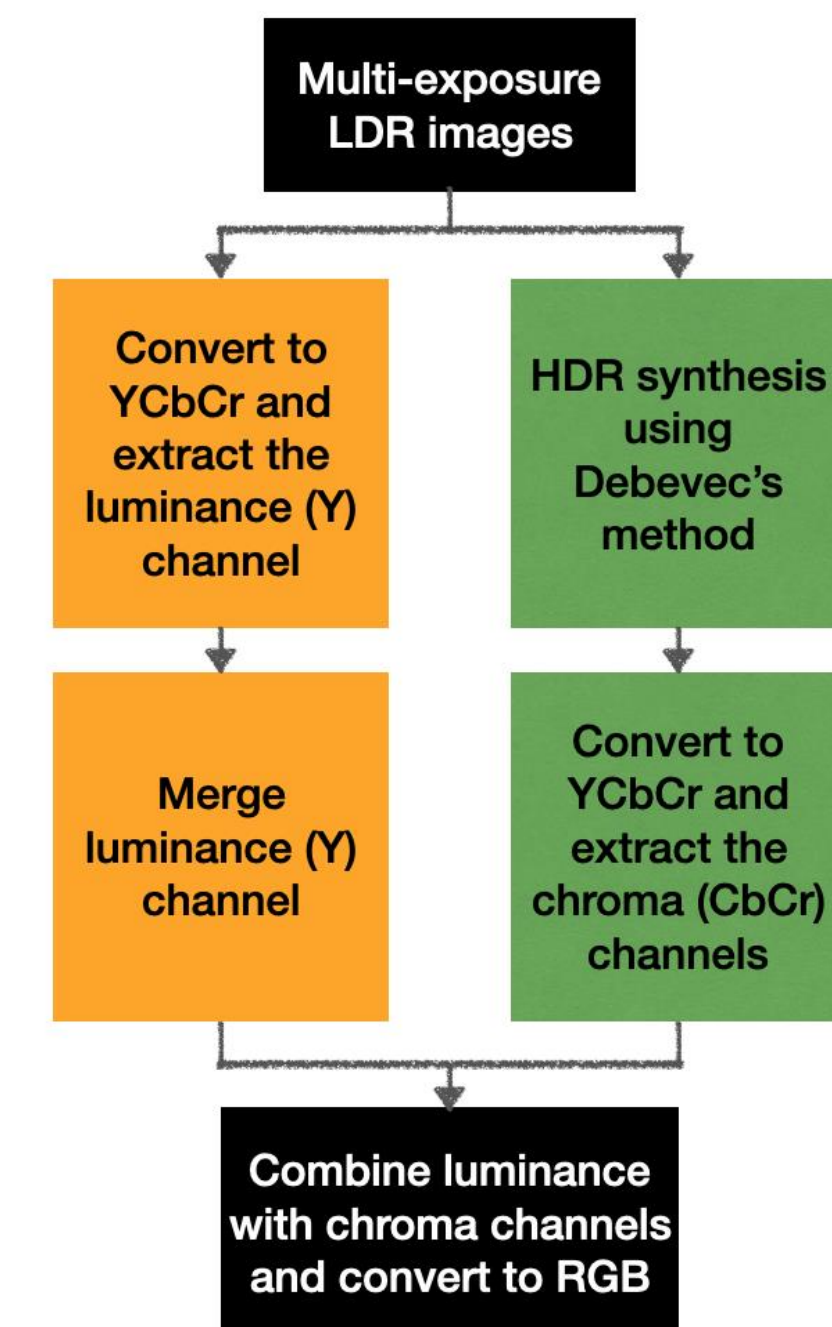 Multi-exposure
LDR images
Convert to
YCbCr and
extract the
luminance (Y)
channel
HDR synthesis
using
Debevec’s
method
Merge
luminance (Y)
channel
Convert to
YCbCr and
extract the
chroma (CbCr)
channels
Combine luminance
with chroma channels
and convert to RGB